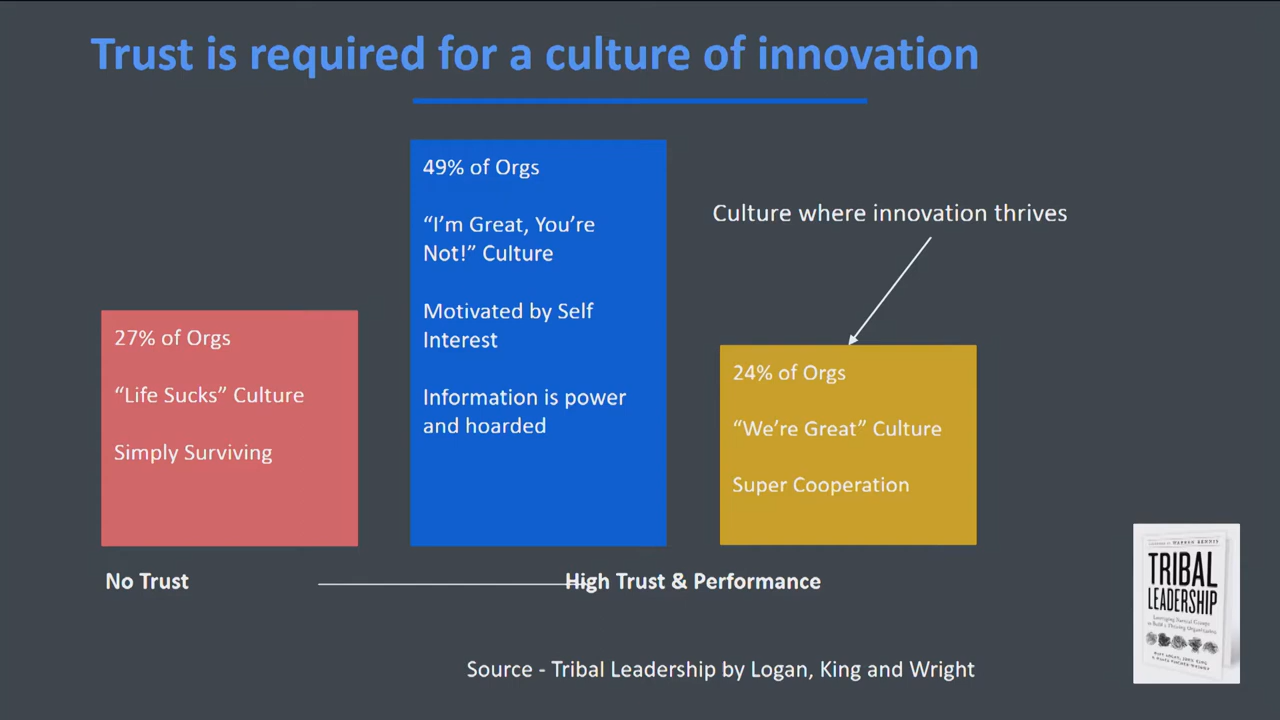 Trust is required for a culture of innovation
27% of Orgs
“Life Sucks” Culture
Simply Surviving
49% of Orgs
“I’m Great, You’re
Not!” Culture
Motivated by Self
Interest
Information is power
and hoarded
Culture where innovation thrives
24% of Orgs
“We’re Great” Culture
Super Cooperation
No Trust
High Trust & Performance
TRIBAL
LEADERSHIP
Source - Tribal Leadership by Logan, King and Wright